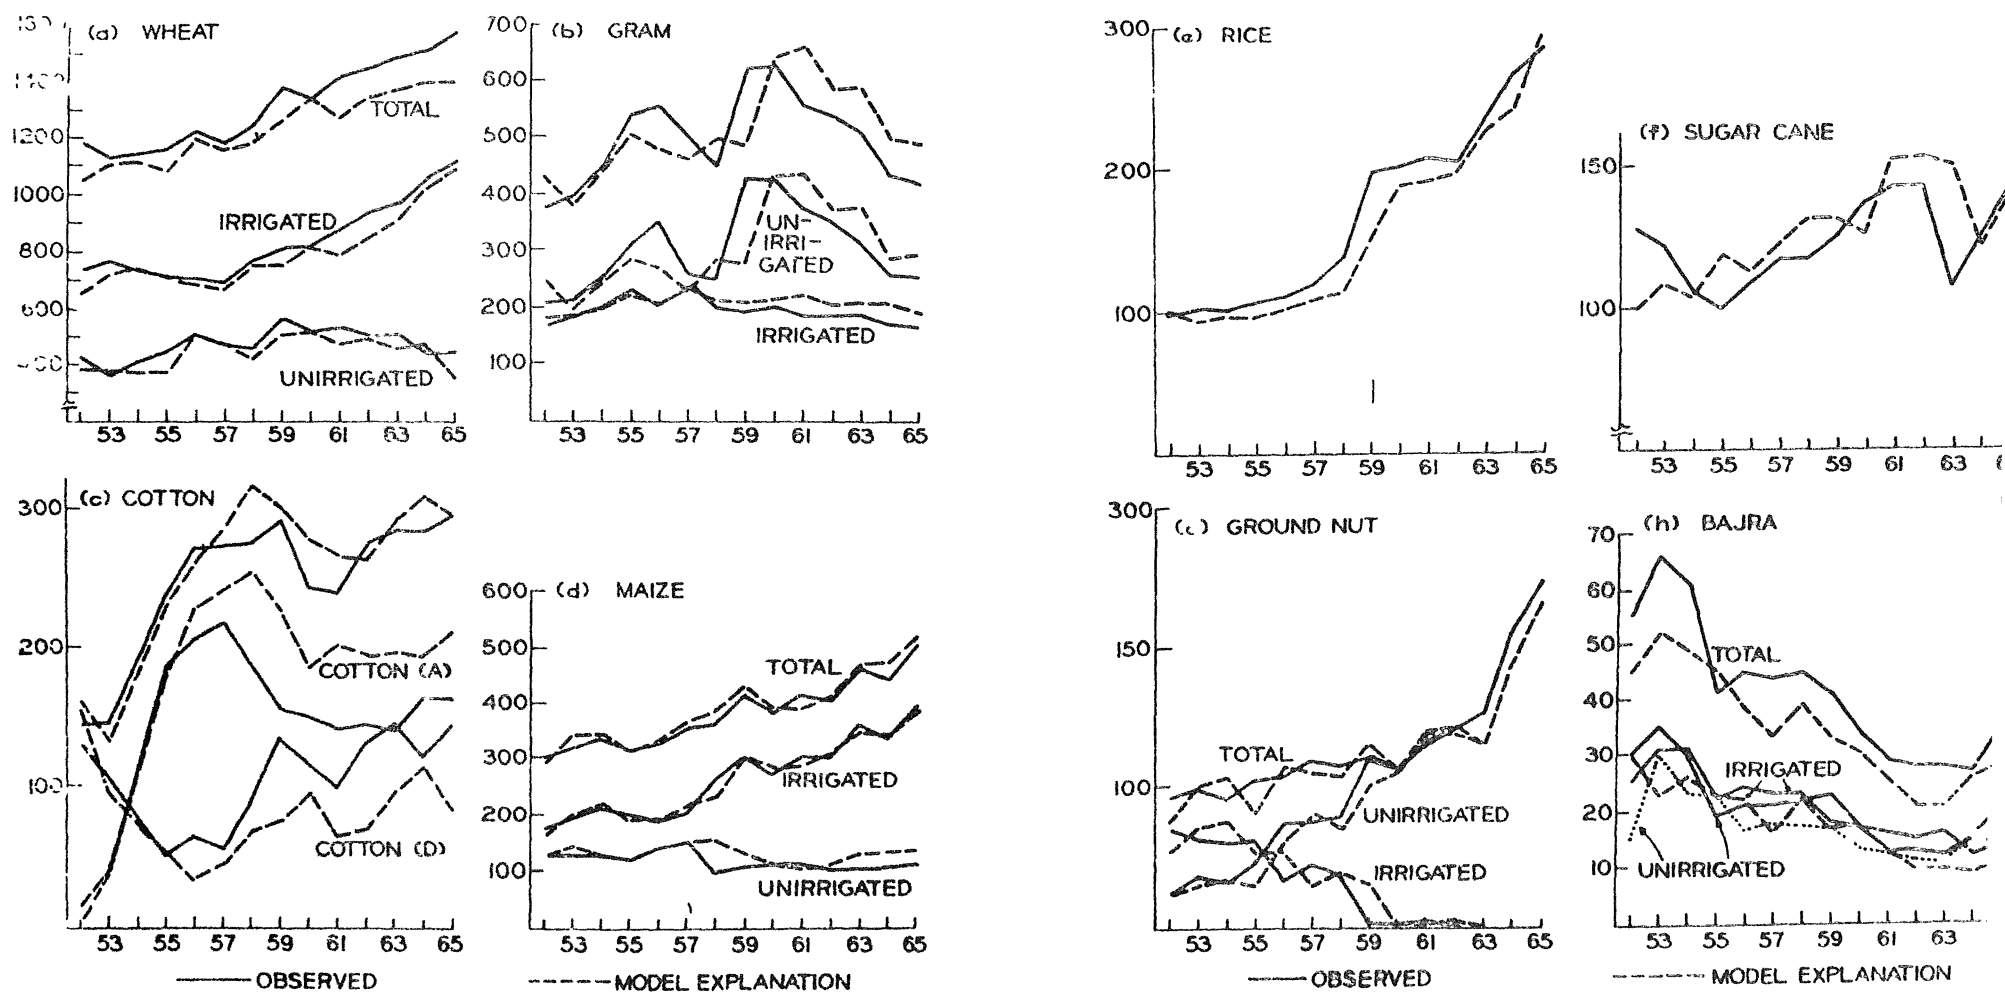 (a) WHEAT
1200
1000
800
600
TOTAL
IRRIGATED
UNIRRIGATED
53 55 57 59 61 63 65
(b) GRAM
700
600
500
400
300
200
100
UN-
IRRI-
GATED
IRRIGATED
53 55 57 59 61 63 65
(e) RICE
300
200
100
53 55 57 59 61 63 65
(f) SUGAR CANE
150
100
53 55 57 59 61 63
(c) COTTON
300
200
100
COTTON (A)
COTTON (D)
53 55 57 59 61 63 65
(d) MAIZE
600
500
400
300
200
100
TOTAL
IRRIGATED
UNIRRIGATED
53 55 57 59 61 63 65
GROUND NUT
300
150
100
TOTAL
UNIRRIGATED
IRRIGATED
53 55 57 59 61 63 65
(h) BAJRA
70
60
50
40
30
20
10
TOTAL
IRRIGATED
UNIRRIGATED
53 55 57 59 61 63
OBSERVED
MODEL EXPLANATION
OBSERVED
MODEL EXPLANATION